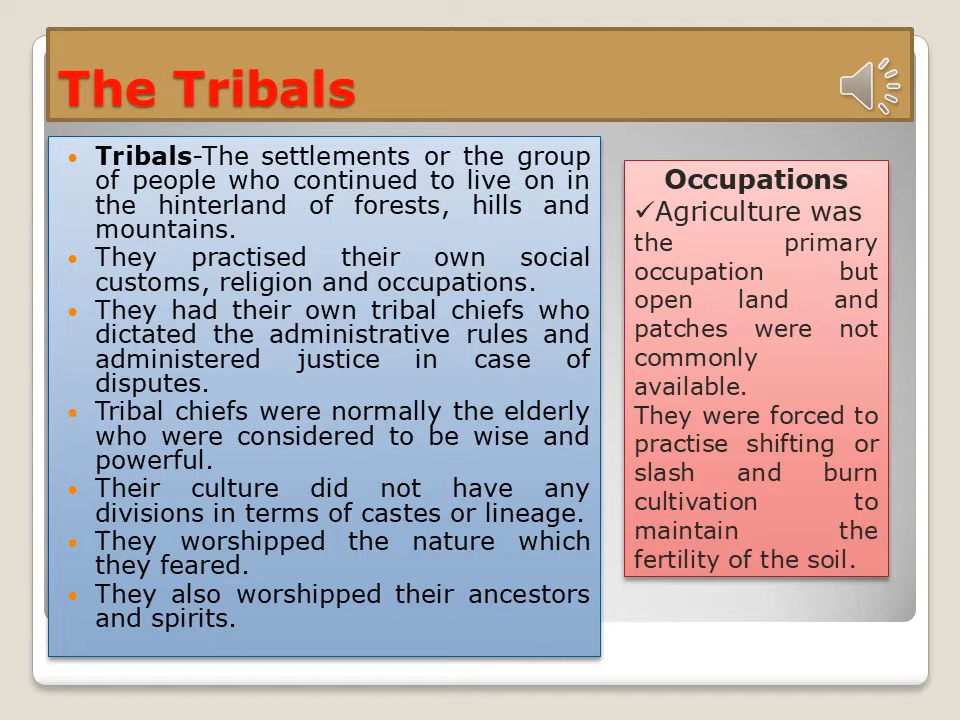 The Tribals
Tribals-The settlements or the group
of people who continued to live on in
the hinterland of forests, hills and
mountains.
They practised their own social
customs, religion and occupations.
They had their own tribal chiefs who
dictated the administrative rules and
administered justice in case of
disputes.
Tribal chiefs were normally the elderly
who were considered to be wise and
powerful.
Their culture did not have any
divisions in terms of castes or lineage.
They worshipped the nature which
they feared.
They also worshipped their ancestors
and spirits.
Occupations
✓Agriculture was
the primary
occupation but
open land and
patches were not
commonly
available.
They were forced to
practise shifting or
slash and burn
cultivation to
maintain the
fertility of the soil.